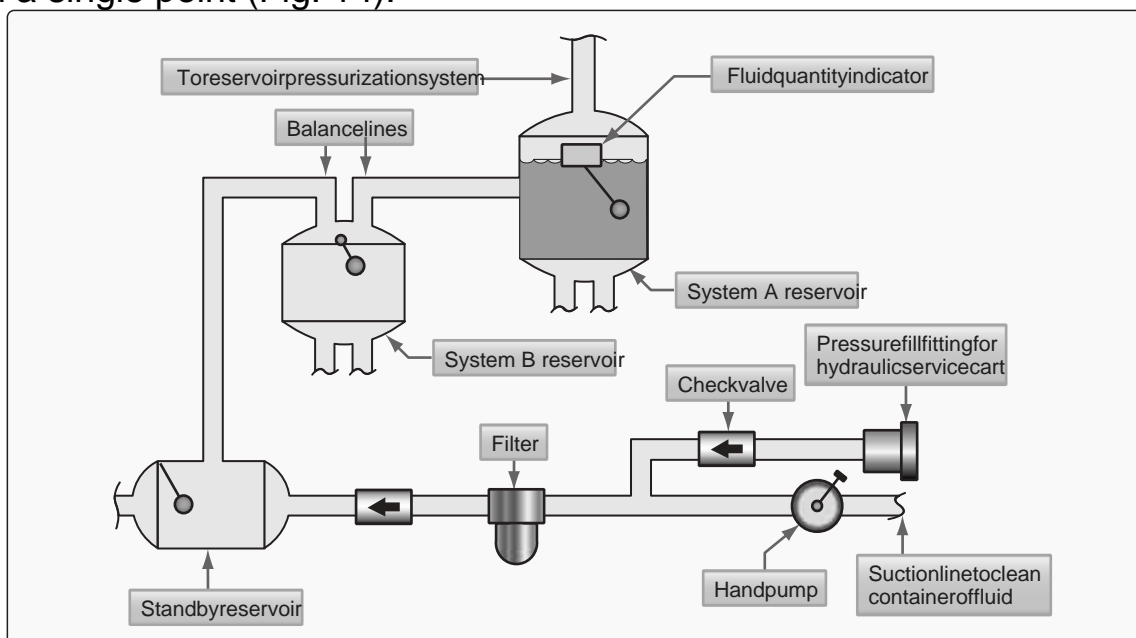 a single point (Fig. 14).
Toreservoirpressurizationsystem
Fluidquantityindicator
Balancelines
System A reservoir
System B reservoir
Pressurefillfittingfor
hydraulicservicecart
Checkvalve
Filter
Handpump
Suctionlinetoclean
containeroffluid
Standbyreservoir